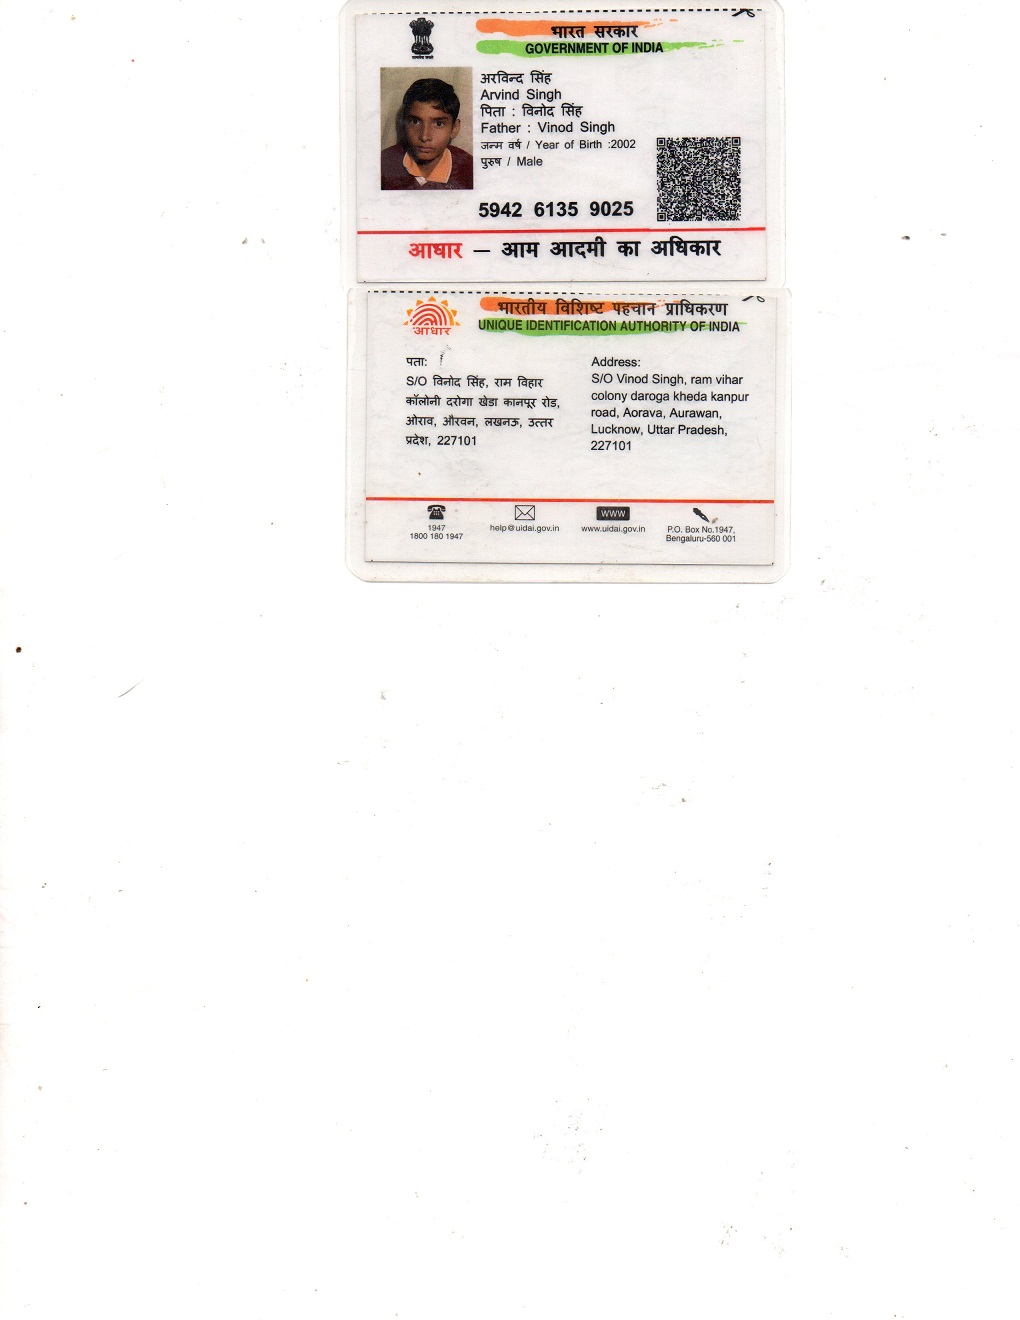 भारत सरकार
GOVERNMENT OF INDIA
अरविन्द सिंह
Arvind Singh
पिता : विनोद सिंह
Father : Vinod Singh
जन्म वर्ष / Year of Birth :2002
पुरुष / Male
5942 6135 9025
आधार – आम आदमी का अधिकार
भारतीय विशिष्ट पहचान प्राधिकरण
UNIQUE IDENTIFICATION AUTHORITY OF INDIA
आधार
पता:
S/O विनोद सिंह, राम विहार
कॉलोनी दरोगा खेडा कानपूर रोड,
ओराव, औरवन, लखनऊ, उत्तर
प्रदेश, 227101
Address:
S/O Vinod Singh, ram vihar
colony daroga kheda kanpur
road, Aorava, Aurawan,
Lucknow, Uttar Pradesh,
227101
1947
1800 180 1947
help@uidai.gov.in
www
www.uidai.gov.in
P.O. Box No.1947,
Bengaluru-560 001